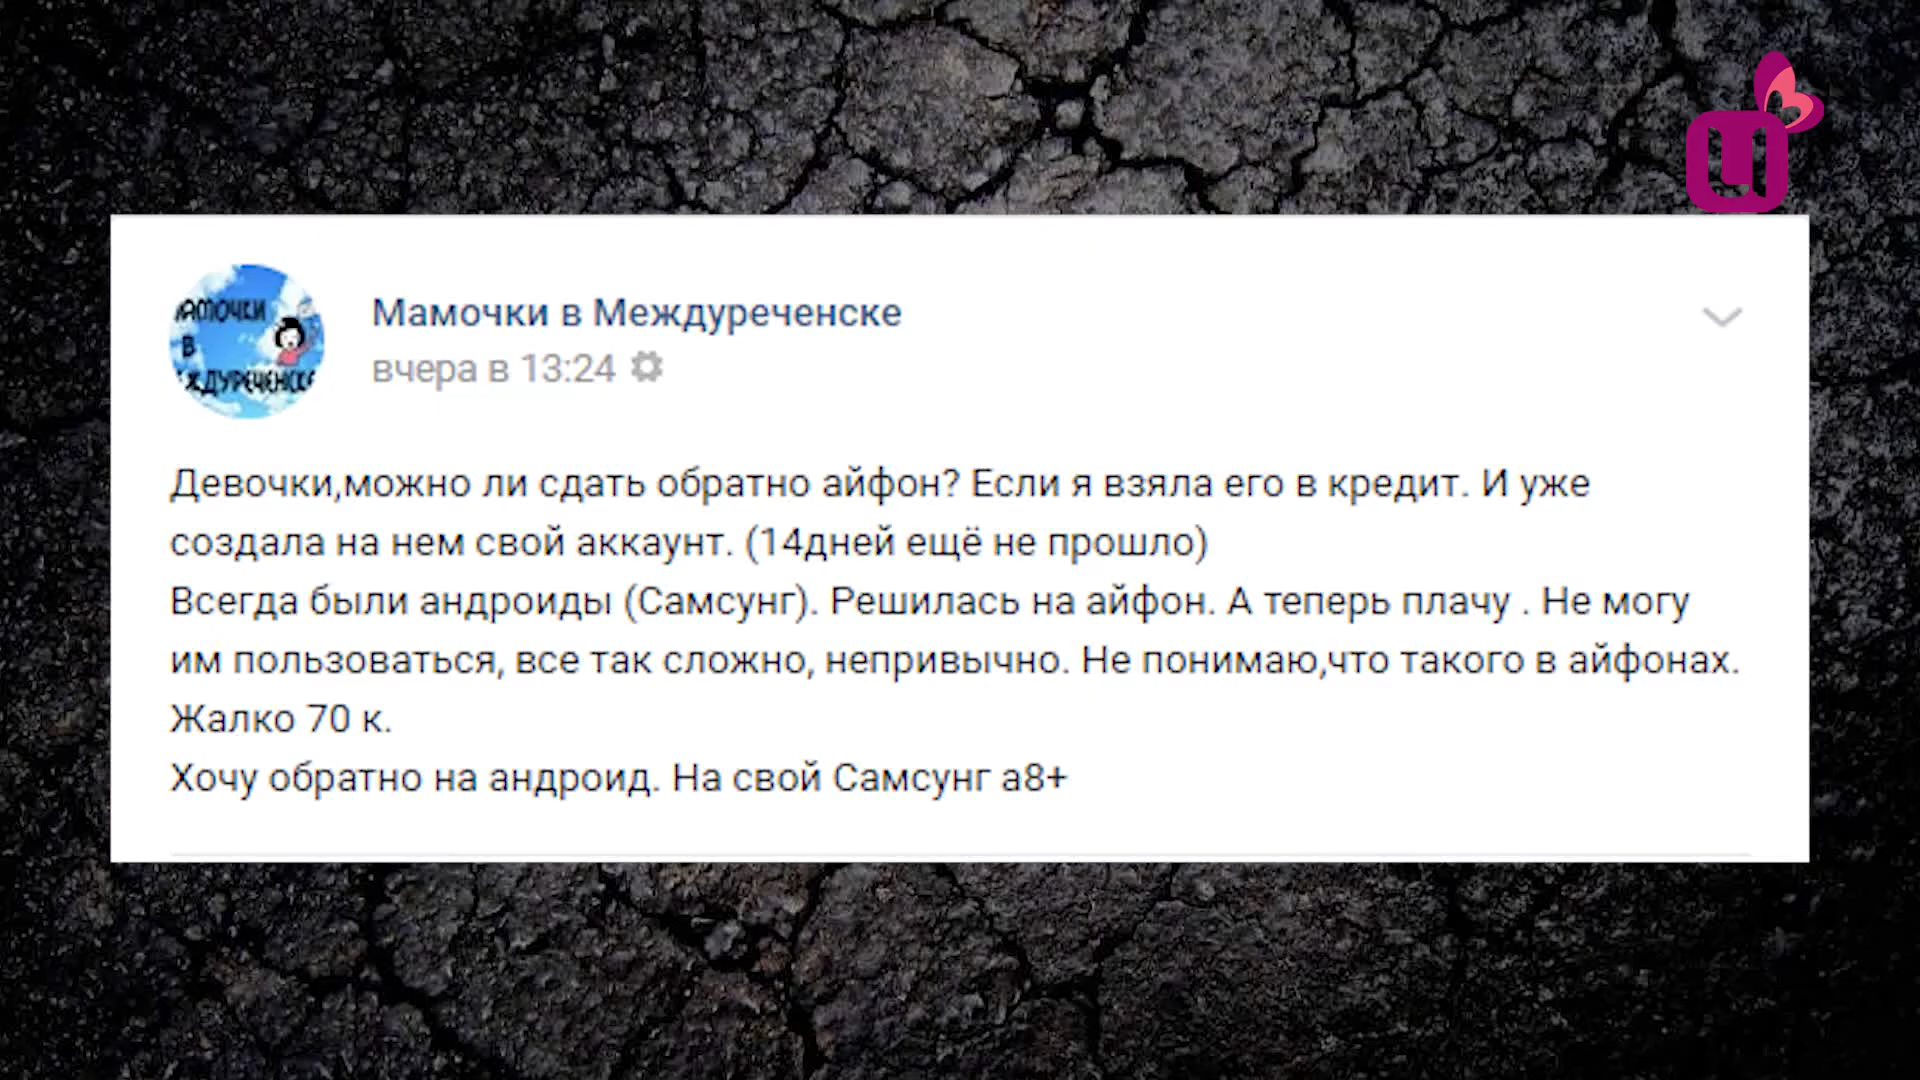 МАМОЧКИ
В
Мамочки в Междуреченске
вчера в 13:24
Девочки,можно ли сдать обратно айфон? Если я взяла его в кредит. И уже
создала на нем свой аккаунт. (14дней ещё не прошло)
Всегда были андроиды (Самсунг). Решилась на айфон. А теперь плачу . Не могу
им пользоваться, все так сложно, непривычно. Не понимаю,что такого в айфонах.
Жалко 70 к.
Хочу обратно на андроид. На свой Самсунг а8+